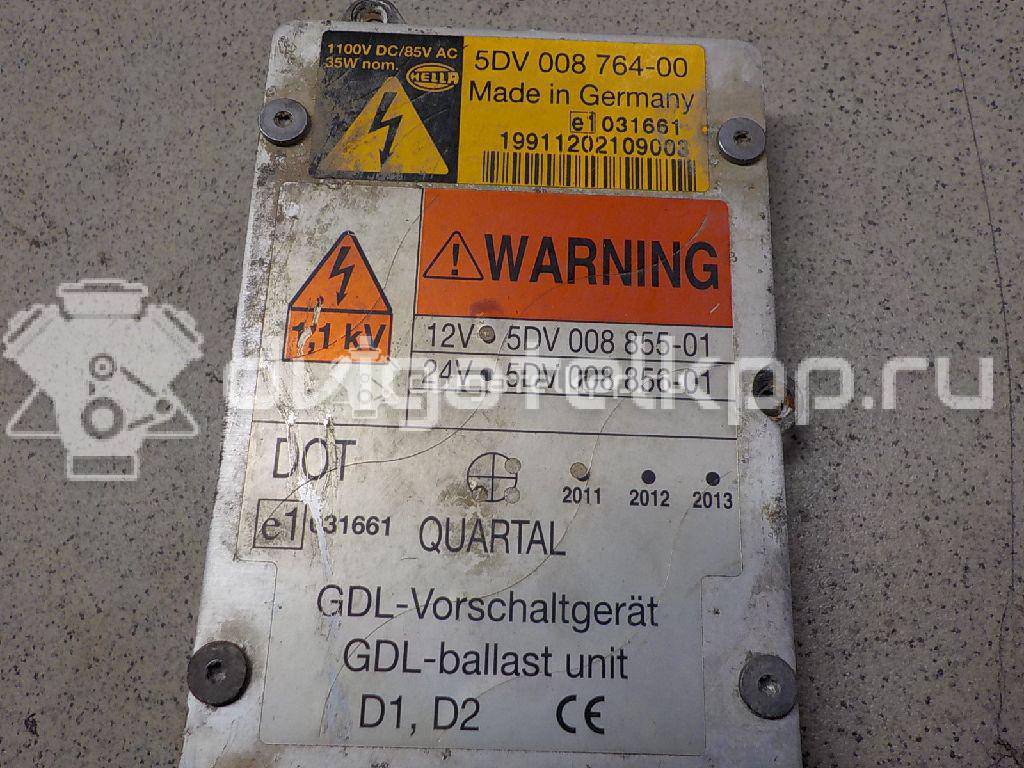 1100V DC/85V AC
35W nom.
HELLA
5DV 008 764-00
Made in Germany
e1 031661
19911202109003
WARNING
1,1 kV
12V 5DV 008 855-01
24V 5DV 008 856-01
avgstelkpp.ru
DOT
2011 2012 2013
e1 031661
QUARTAL
GDL-Vorschaltgerät
GDL-ballast unit
D1, D2 CE